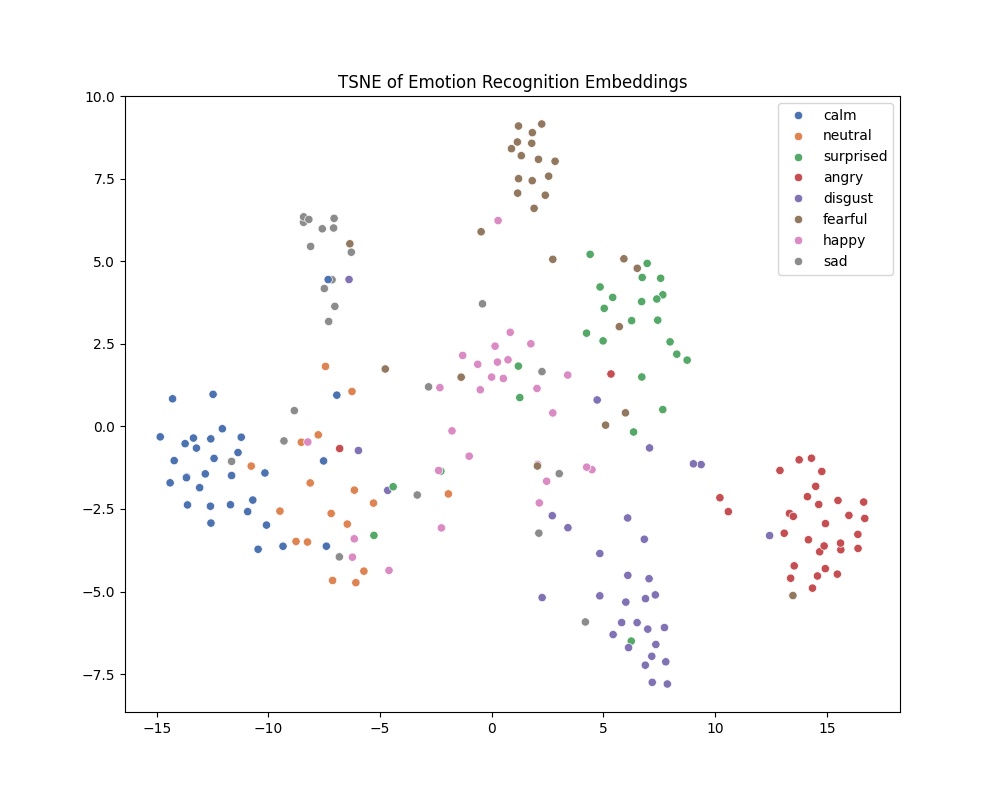 TSNE of Emotion Recognition Embeddings
10.0
7.5
5.0
2.5
0.0
−2.5
−5.0
−7.5
−15
−10
−5
0
5
10
15
calm
neutral
surprised
angry
disgust
fearful
happy
sad